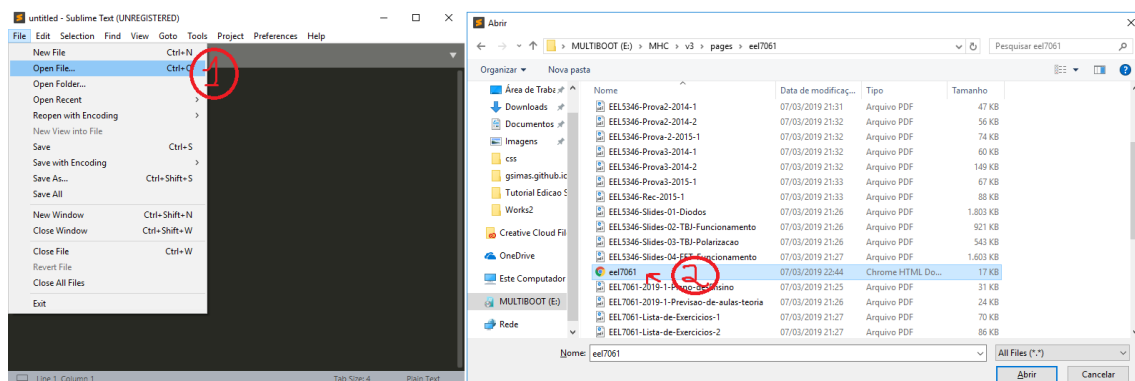 untitled - Sublime Text (UNREGISTERED)
File Edit Selection Find View Goto Tools Project Preferences Help
New File Ctrl+N
Open File... Ctrl+O
1
Open Folder...
Open Recent
Reopen with Encoding
New View into File
Save Ctrl+S
Save with Encoding
Save As... Ctrl+Shift+S
Save All
New Window Ctrl+Shift+N
Close Window Ctrl+Shift+W
Close File Ctrl+W
Revert File
Close All Files
Exit
Line 1, Column 1 Tab Size: 4 Plain Text
Abrir
MULTIBOOT (E:) > MHC > v3 > pages > eel7061
Pesquisar eel7061
Organizar Nova pasta
Área de Traba
Downloads
Documentos
Imagens
css
gsimas.github.ic
Tutorial Edicao S
Works2
Creative Cloud Fil
OneDrive
Este Computador
MULTIBOOT (E:)
Rede
Nome Data de modificaç... Tipo Tamanho
EEL5346-Prova2-2014-1 07/03/2019 21:31 Arquivo PDF 47 KB
EEL5346-Prova2-2014-2 07/03/2019 21:32 Arquivo PDF 56 KB
EEL5346-Prova-2-2015-1 07/03/2019 21:32 Arquivo PDF 74 KB
EEL5346-Prova3-2014-1 07/03/2019 21:32 Arquivo PDF 60 KB
EEL5346-Prova3-2014-2 07/03/2019 21:32 Arquivo PDF 149 KB
EEL5346-Prova3-2015-1 07/03/2019 21:33 Arquivo PDF 67 KB
EEL5346-Rec-2015-1 07/03/2019 21:33 Arquivo PDF 88 KB
EEL5346-Slides-01-Diodos 07/03/2019 21:26 Arquivo PDF 1.803 KB
EEL5346-Slides-02-TBJ-Funcionamento 07/03/2019 21:26 Arquivo PDF 921 KB
EEL5346-Slides-03-TBJ-Polarizacao 07/03/2019 21:26 Arquivo PDF 543 KB
EEL5346-Slides-04-FET-Funcionamento 07/03/2019 21:27 Arquivo PDF 1.603 KB
eel7061 07/03/2019 22:44 Chrome HTML Do... 17 KB
2
EEL7061-2019-1-Plano-de-Ensino 07/03/2019 21:25 Arquivo PDF 31 KB
EEL7061-2019-1-Previsao-de-aulas-teoria 07/03/2019 21:26 Arquivo PDF 24 KB
EEL7061-Lista-de-Exercicios-1 07/03/2019 21:27 Arquivo PDF 70 KB
EEL7061-Lista-de-Exercicios-2 07/03/2019 21:27 Arquivo PDF 86 KB
Nome: eel7061 All Files (*.*)
Abrir Cancelar